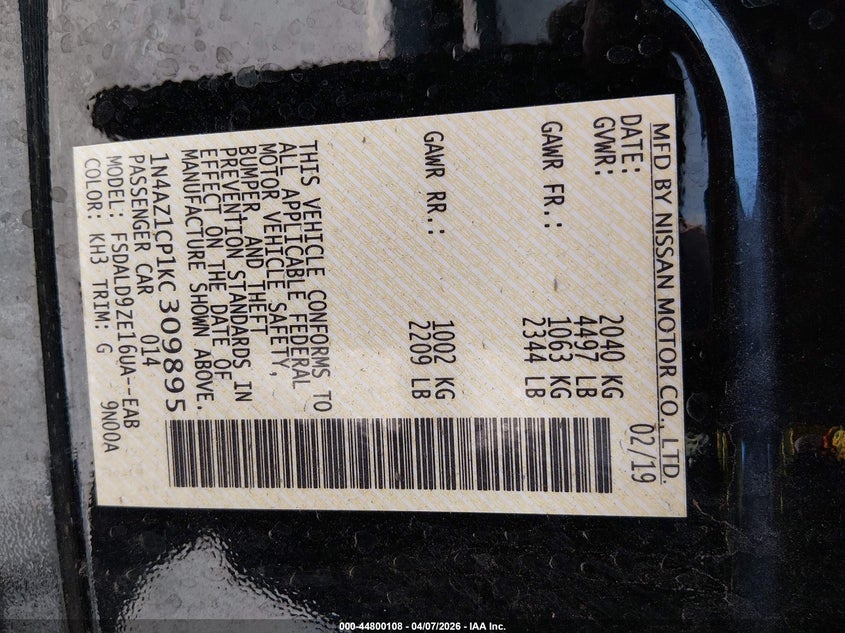 MFD BY NISSAN MOTOR CO., LTD.
DATE: 02/19
GVWR: 2040 KG
4497 LB
GAWR FR.: 1063 KG
2344 LB
GAWR RR.: 1002 KG
2209 LB
THIS VEHICLE CONFORMS TO
ALL APPLICABLE FEDERAL
MOTOR VEHICLE SAFETY,
BUMPER, AND THEFT
PREVENTION STANDARDS IN
EFFECT ON THE DATE OF
MANUFACTURE SHOWN ABOVE.
1N4AZ1CP1KC309895
PASSENGER CAR 014
MODEL: FSDALD9ZE16UA--EAB
COLOR: KH3 TRIM: G 9N00A
000-44800108 - 04/07/2026 - IAA Inc.